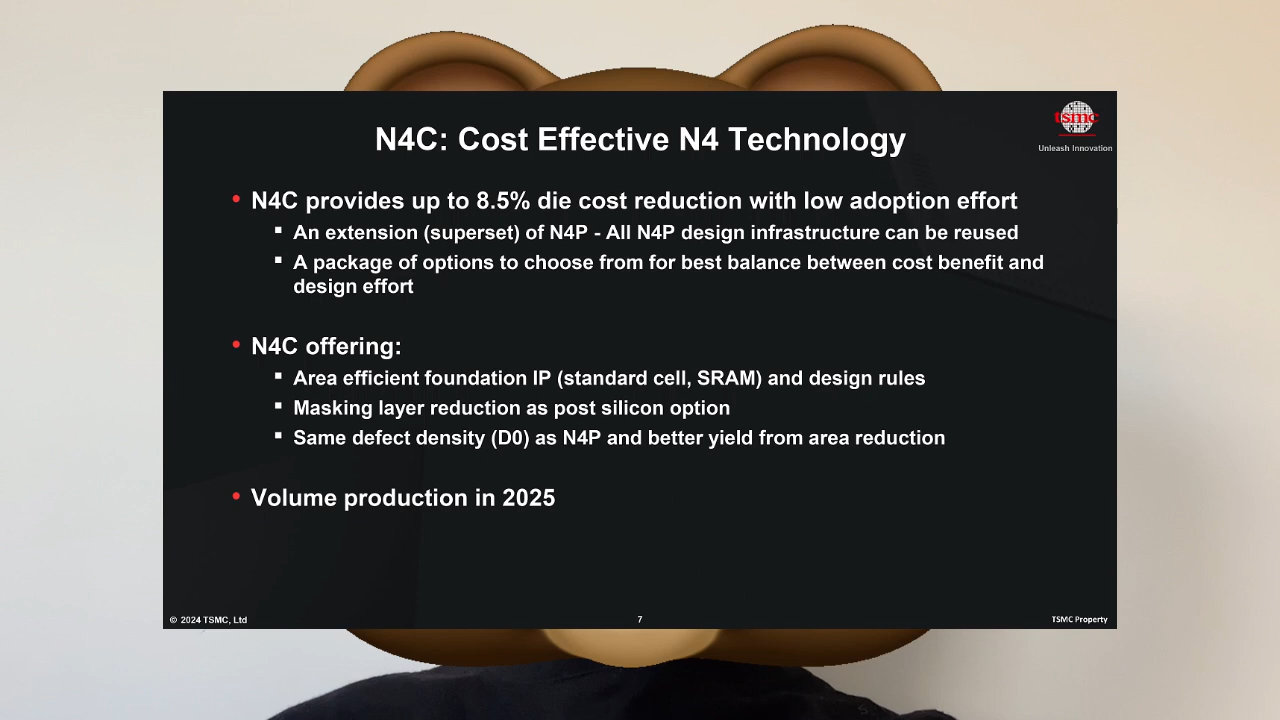 tsmc
Unleash Innovation
N4C: Cost Effective N4 Technology
• N4C provides up to 8.5% die cost reduction with low adoption effort
▪ An extension (superset) of N4P - All N4P design infrastructure can be reused
▪ A package of options to choose from for best balance between cost benefit and
design effort
• N4C offering:
▪ Area efficient foundation IP (standard cell, SRAM) and design rules
▪ Masking layer reduction as post silicon option
▪ Same defect density (D0) as N4P and better yield from area reduction
• Volume production in 2025
© 2024 TSMC, Ltd
7
TSMC Property